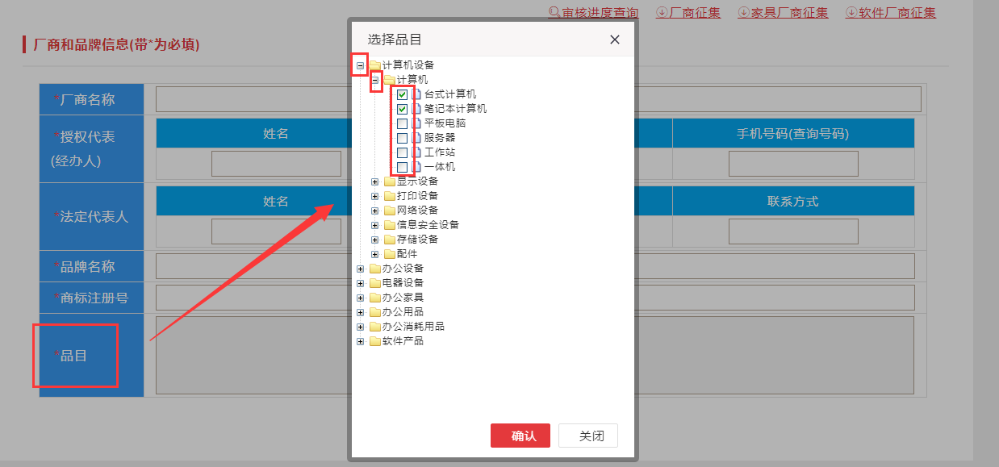 审核进度查询 厂商征集 家具厂商征集 软件厂商征集
厂商和品牌信息(带*为必填)
*厂商名称
*授权代表
(经办人)
姓名
手机号码(查询号码)
*法定代表人
姓名
联系方式
*品牌名称
*商标注册号
*品目
选择品目
计算机设备
计算机
台式计算机
笔记本计算机
平板电脑
服务器
工作站
一体机
显示设备
打印设备
网络设备
信息安全设备
存储设备
配件
办公设备
电器设备
办公家具
办公用品
办公消耗用品
软件产品
确认 关闭